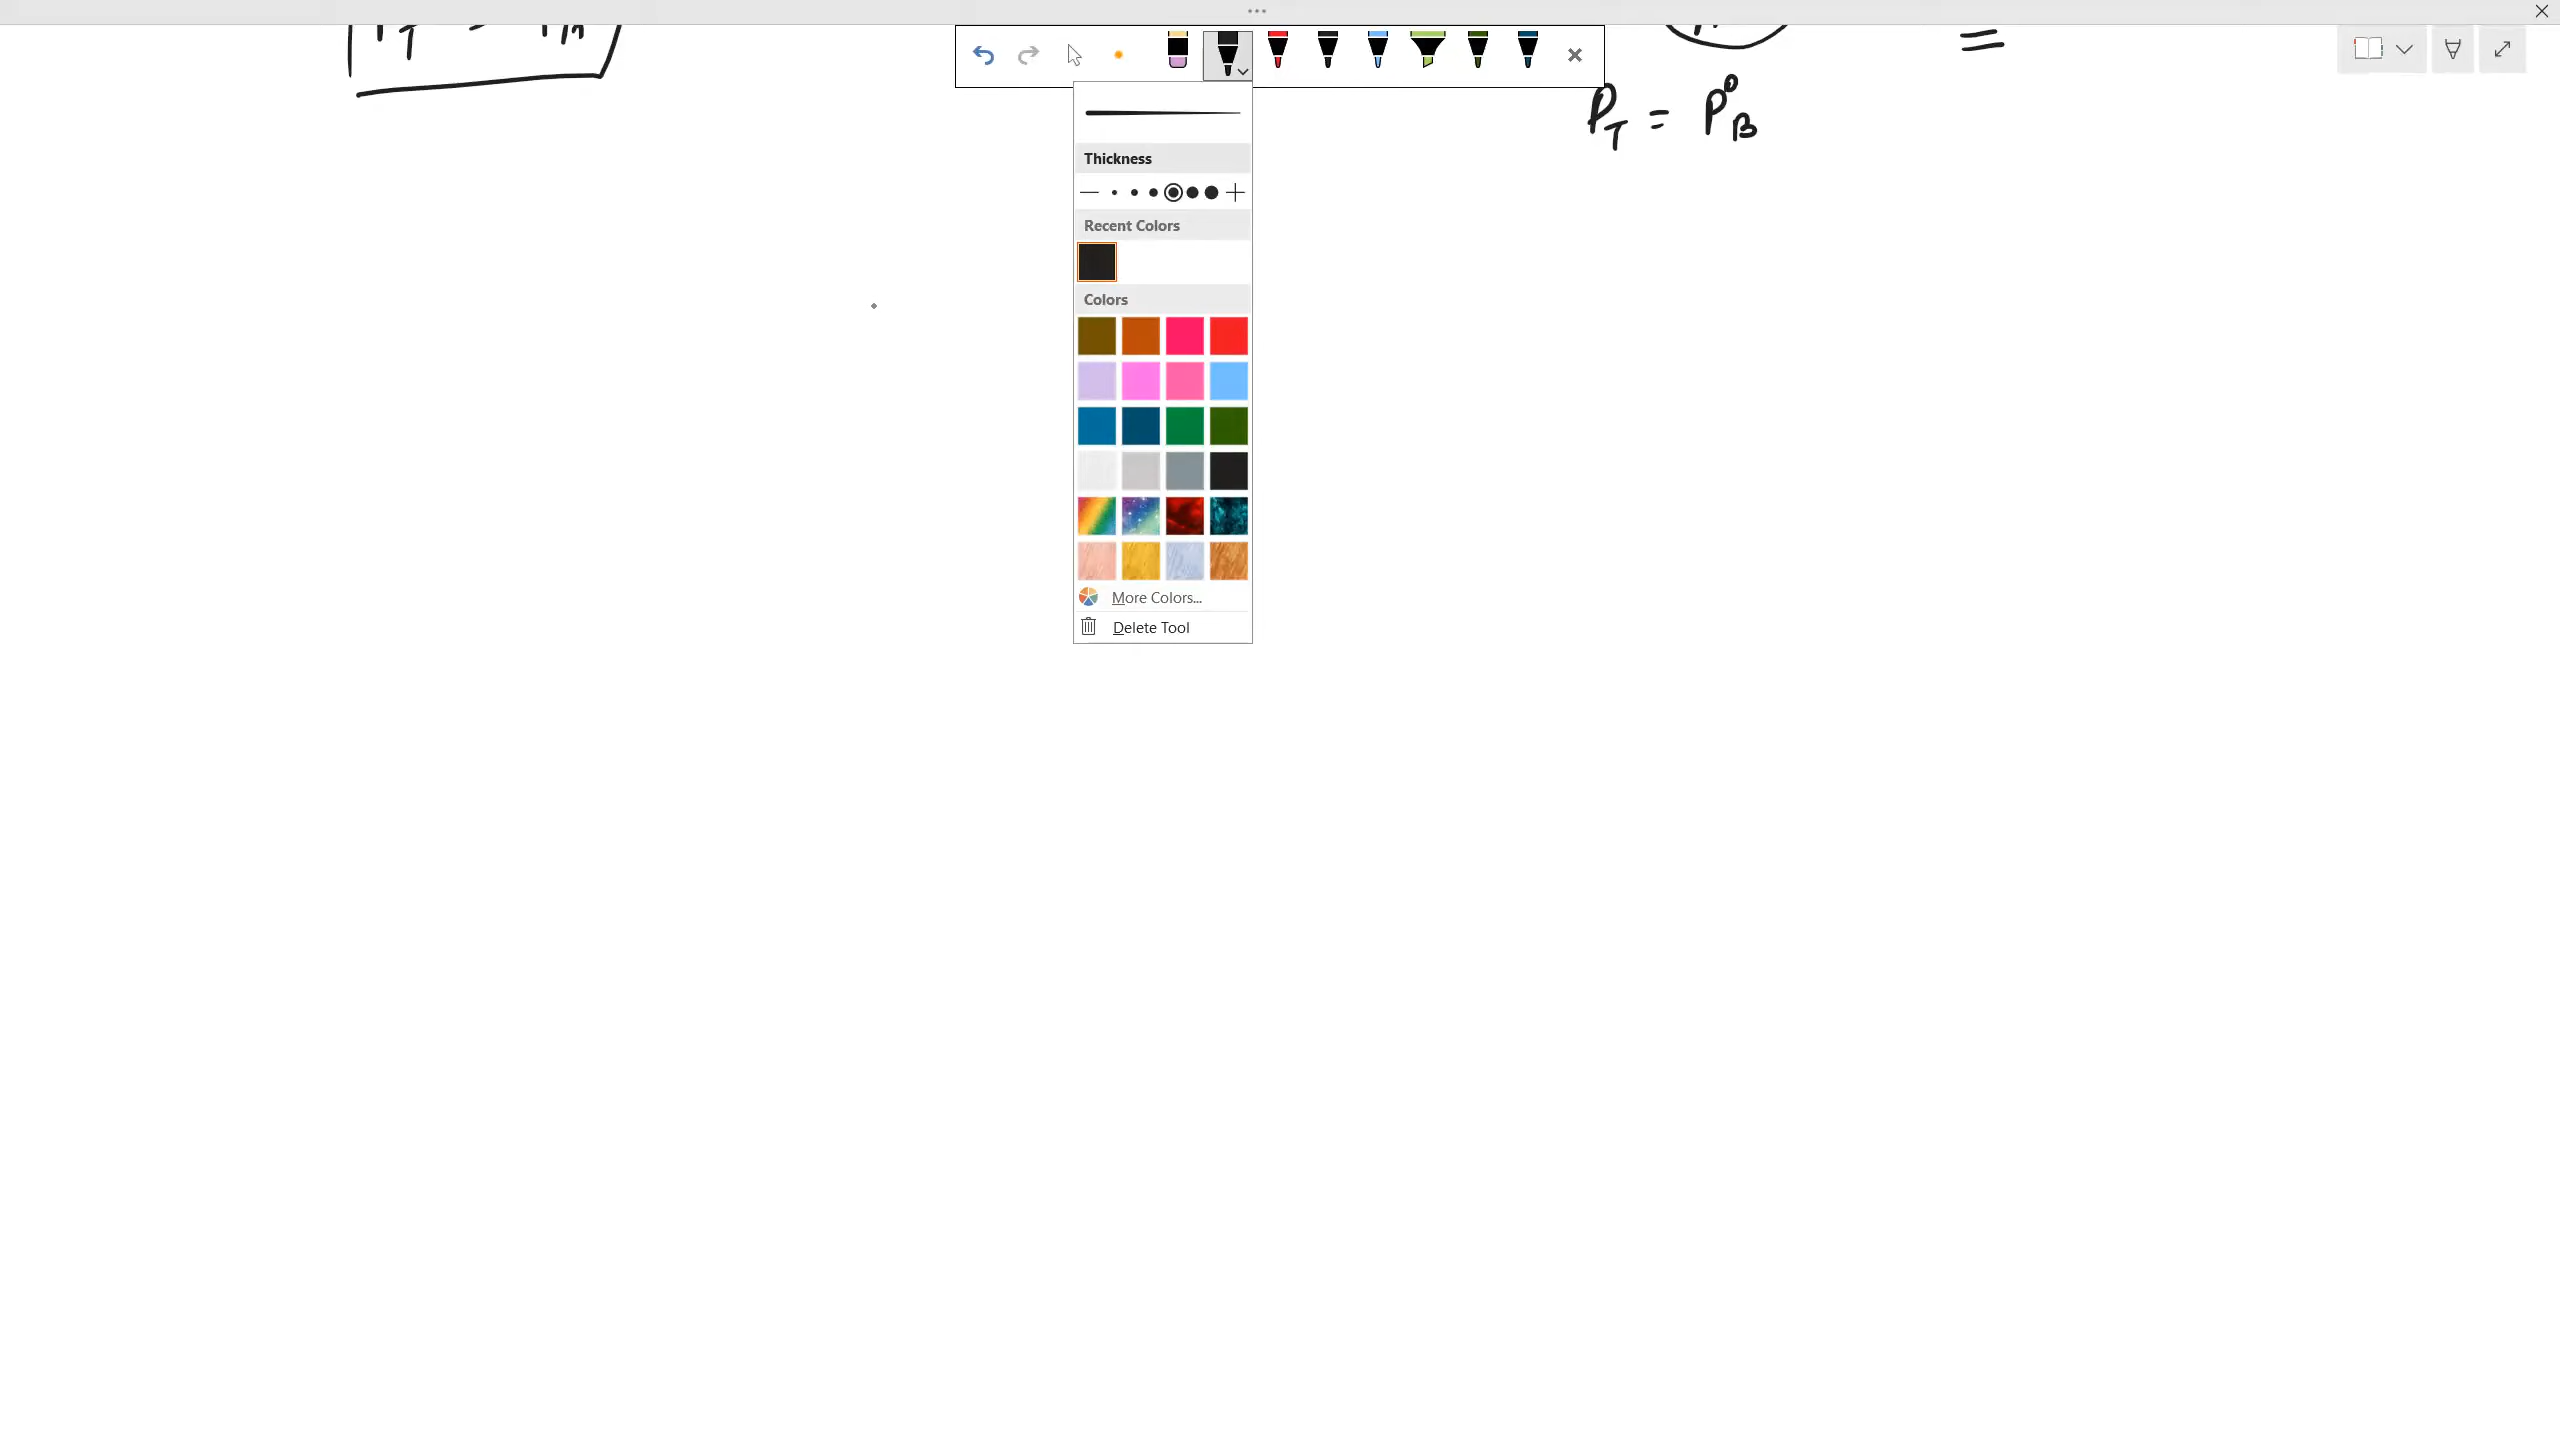 P_T = P°_B
Thickness
Recent Colors
Colors
More Colors...
Delete Tool